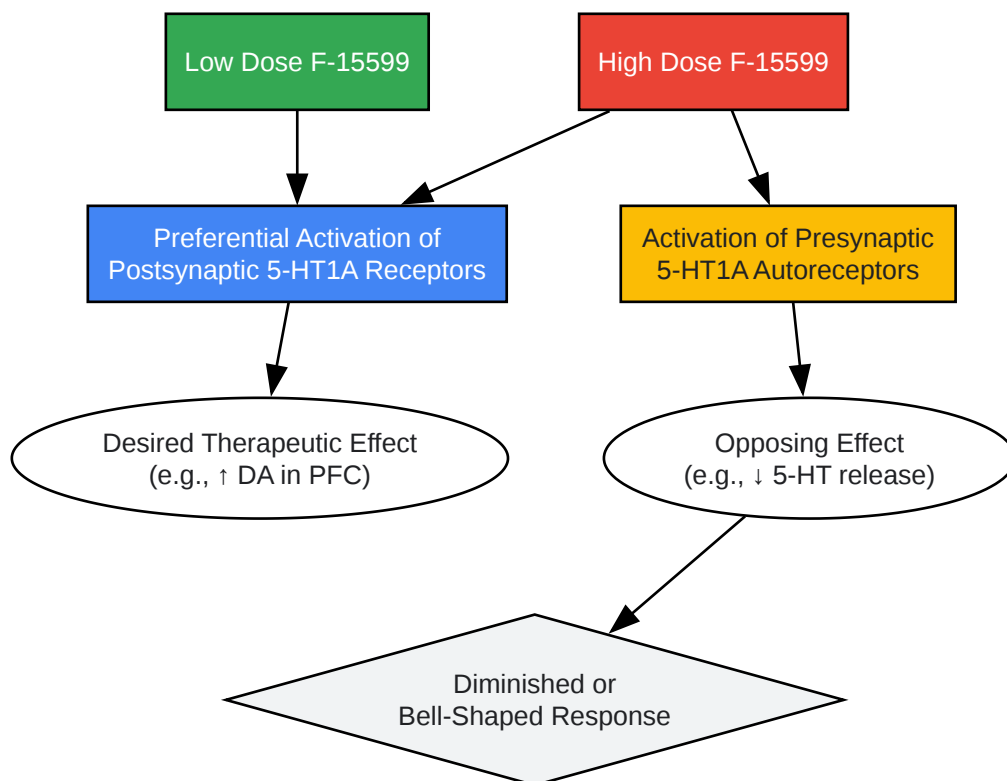 Low Dose F-15599
High Dose F-15599
Preferential Activation of
Postsynaptic 5-HT1A Receptors
Activation of Presynaptic
5-HT1A Autoreceptors
Desired Therapeutic Effect
(e.g., ↑ DA in PFC)
Opposing Effect
(e.g., ↓ 5-HT release)
Diminished or
Bell-Shaped Response